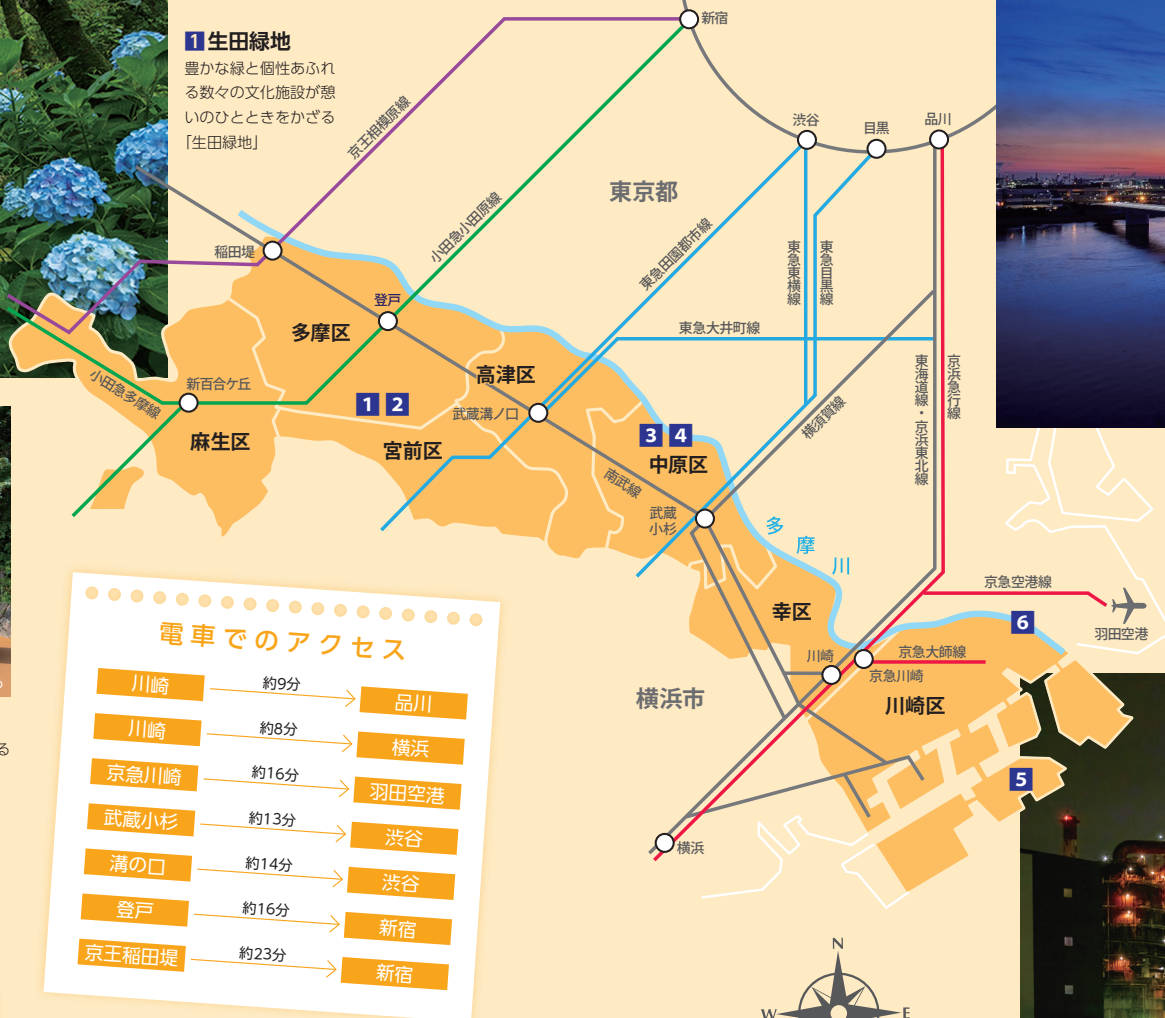 1 生田緑地
豊かな緑と個性あふれ
る数々の文化施設が憩
いのひとときをかざる
「生田緑地」
新宿
渋谷
目黒
品川
京王相模原線
小田急小田原線
東京都
東急田園都市線
東急東横線
東急目黒線
稲田堤
登戸
多摩区
東急大井町線
東海道線・京浜東北線
京浜急行線
小田急多摩線
新百合ケ丘
高津区
1 2
武蔵溝ノ口
横須賀線
麻生区
宮前区
3 4
中原区
南武線
武蔵
小杉
多摩川
京急空港線
羽田空港
幸区
6
川崎
京急大師線
京急川崎
横浜市
川崎区
5
横浜
る
電車でのアクセス
川崎 約9分 品川
川崎 約8分 横浜
京急川崎 約16分 羽田空港
武蔵小杉 約13分 渋谷
溝の口 約14分 渋谷
登戸 約16分 新宿
京王稲田堤 約23分 新宿
N
W E